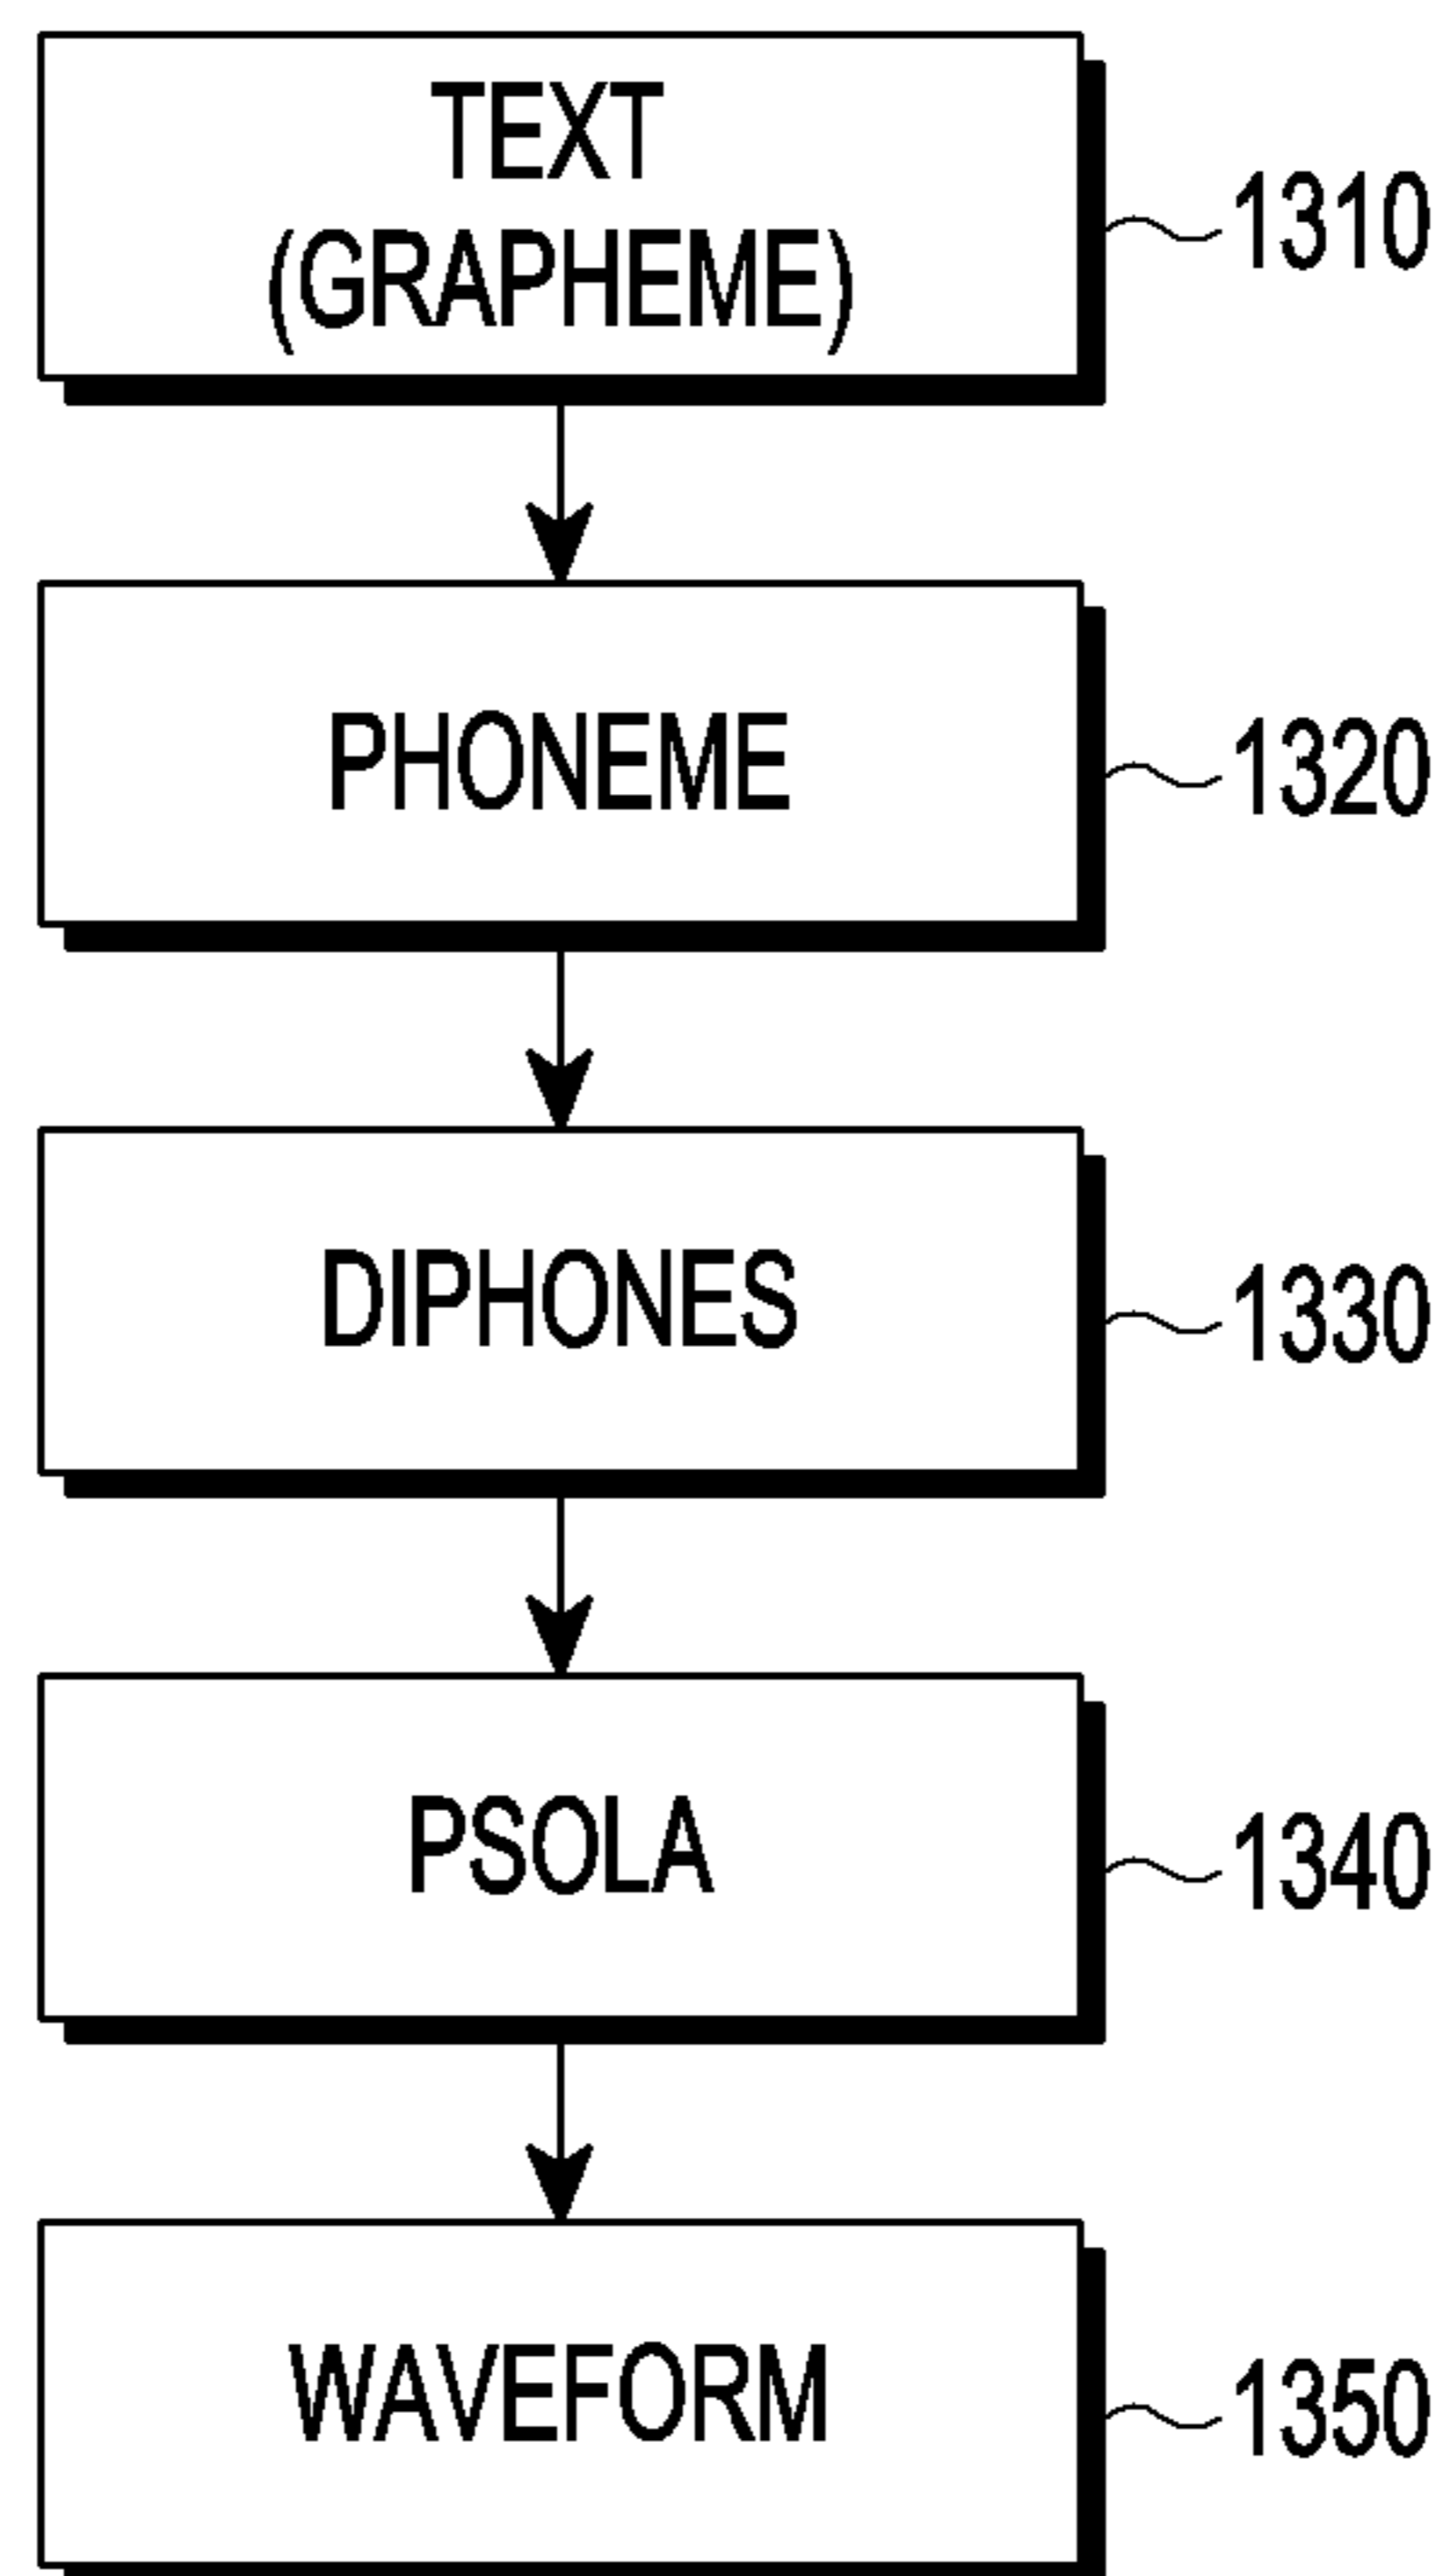 TEXT
(GRAPHEME)
1310
PHONEME
1320
DIPHONES
1330
PSOLA
1340
WAVEFORM
1350